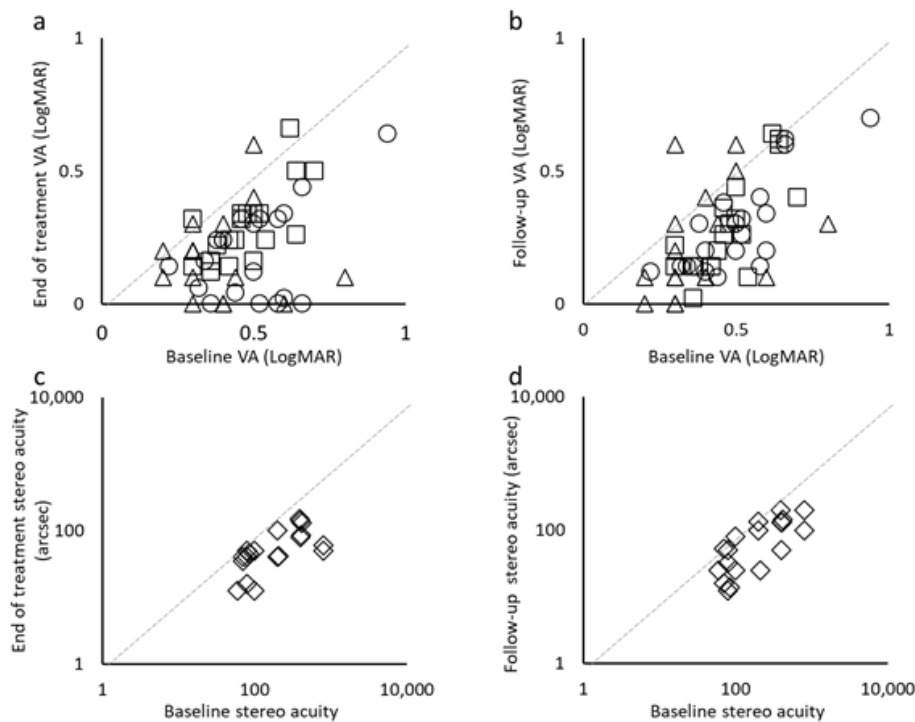 a
1
0.5
0
0
0.5
1
End of treatment VA (LogMAR)
Baseline VA (LogMAR)
b
1
0.5
0
0
0.5
1
Follow-up VA (LogMAR)
Baseline VA (LogMAR)
c
10,000
100
1
1
100
10,000
End of treatment stereo acuity
(arcsec)
Baseline stereo acuity
d
10,000
100
1
1
100
10,000
Follow-up stereo acuity (arcsec)
Baseline stereo acuity